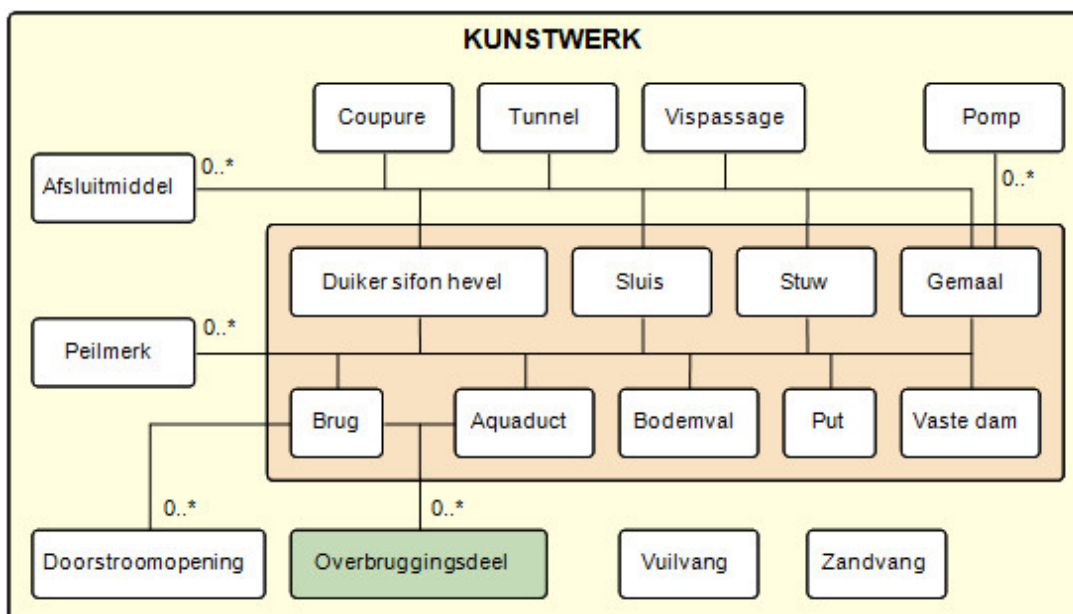 KUNSTWERK
Coupure
Tunnel
Vispassage
Pomp
Afsluitmiddel
0..*
0..*
Duiker sifon hevel
Sluis
Stuw
Gemaal
Peilmerk
0..*
Brug
Aquaduct
Bodemval
Put
Vaste dam
0..*
0..*
Doorstroomopening
Overbruggingsdeel
Vuilvang
Zandvang